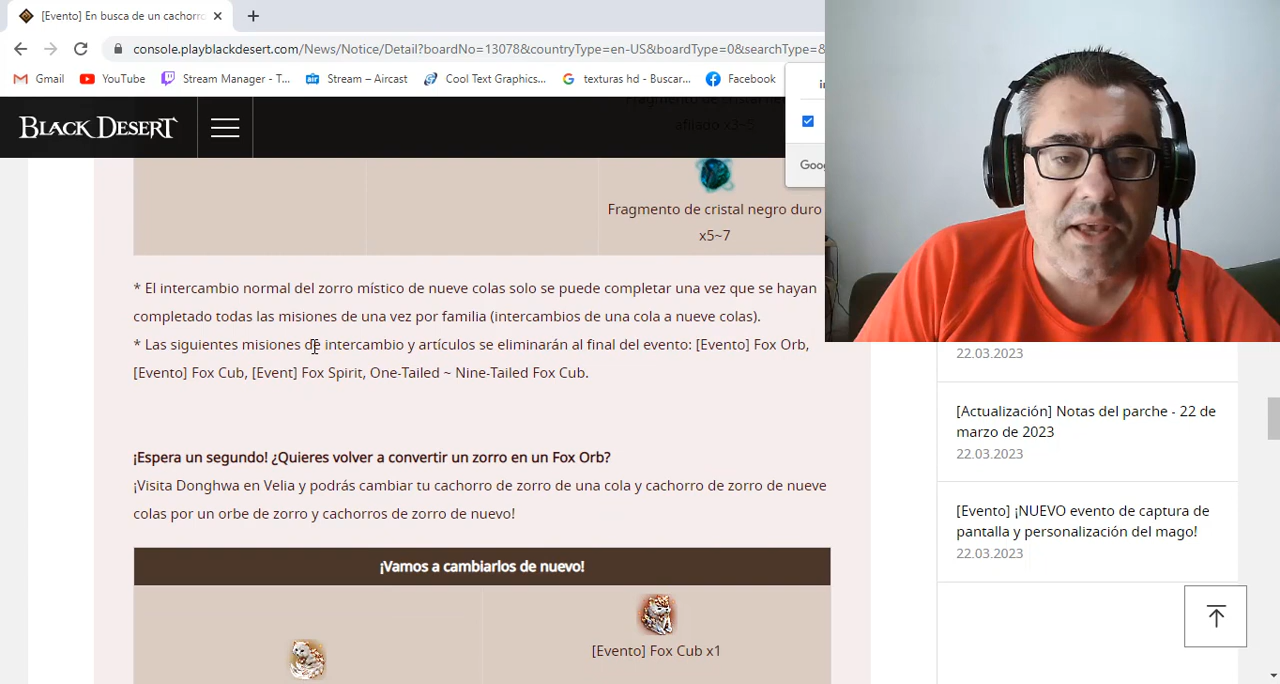 [Evento] En busca de un cachorro
console.playblackdesert.com/News/Notice/Detail?boardNo=13078&countryType=en-US&boardType=0&searchType=&
Gmail
YouTube
Stream Manager - T...
Stream – Aircast
Cool Text Graphics...
texturas hd - Buscar...
Facebook
in
Goog
BLACK DESERT
Fragmento de cristal neg
afilado x3~5
Fragmento de cristal negro duro
x5~7
* El intercambio normal del zorro místico de nueve colas solo se puede completar una vez que se hayan
completado todas las misiones de una vez por familia (intercambios de una cola a nueve colas).
* Las siguientes misiones de intercambio y artículos se eliminarán al final del evento: [Evento] Fox Orb,
[Evento] Fox Cub, [Event] Fox Spirit, One-Tailed ~ Nine-Tailed Fox Cub.
¡Espera un segundo! ¿Quieres volver a convertir un zorro en un Fox Orb?
¡Visita Donghwa en Velia y podrás cambiar tu cachorro de zorro de una cola y cachorro de zorro de nueve
colas por un orbe de zorro y cachorros de zorro de nuevo!
¡Vamos a cambiarlos de nuevo!
[Evento] Fox Cub x1
22.03.2023
[Actualización] Notas del parche - 22 de
marzo de 2023
22.03.2023
[Evento] ¡NUEVO evento de captura de
pantalla y personalización del mago!
22.03.2023